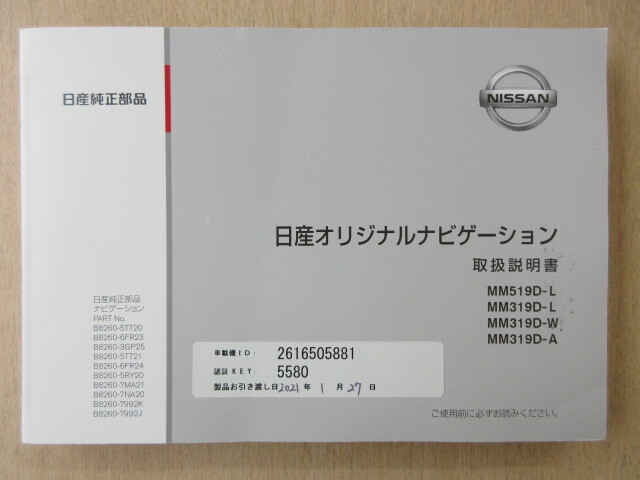 日産純正部品
NISSAN
日産オリジナルナビゲーション
取扱説明書
MM519D-L
MM319D-L
MM319D-W
MM319D-A
日産純正部品
ナビゲーション
PART No.
B8260-5TT20
B8260-6FR23
B8260-3GP25
B8260-5TT21
B8260-6FR24
B8260-5RY20
B8260-7MA21
B8260-7NA20
B8260-7992K
B8260-7992J
車載機ID: 2616505881
認証KEY: 5580
製品お引き渡し日 2021 年 1 月 27 日
ご使用前に必ずお読みください。